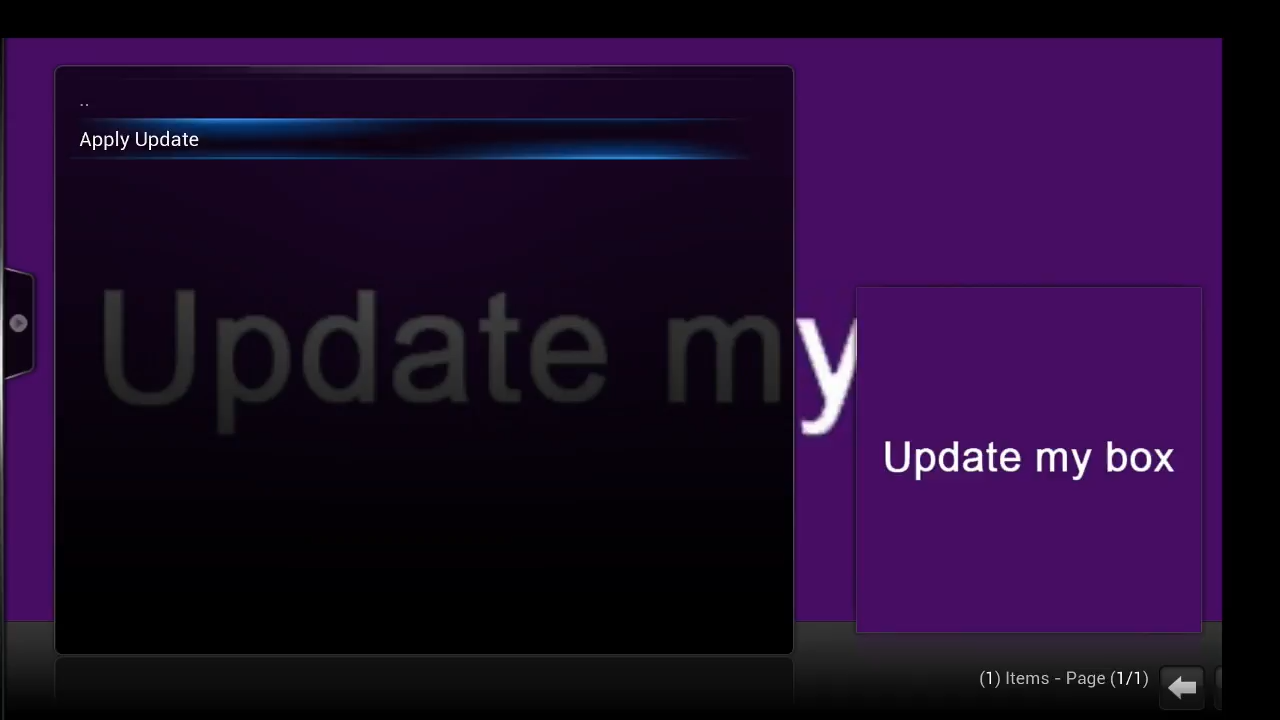 ..
Apply Update
Update my
Update my box
(1) Items - Page (1/1)